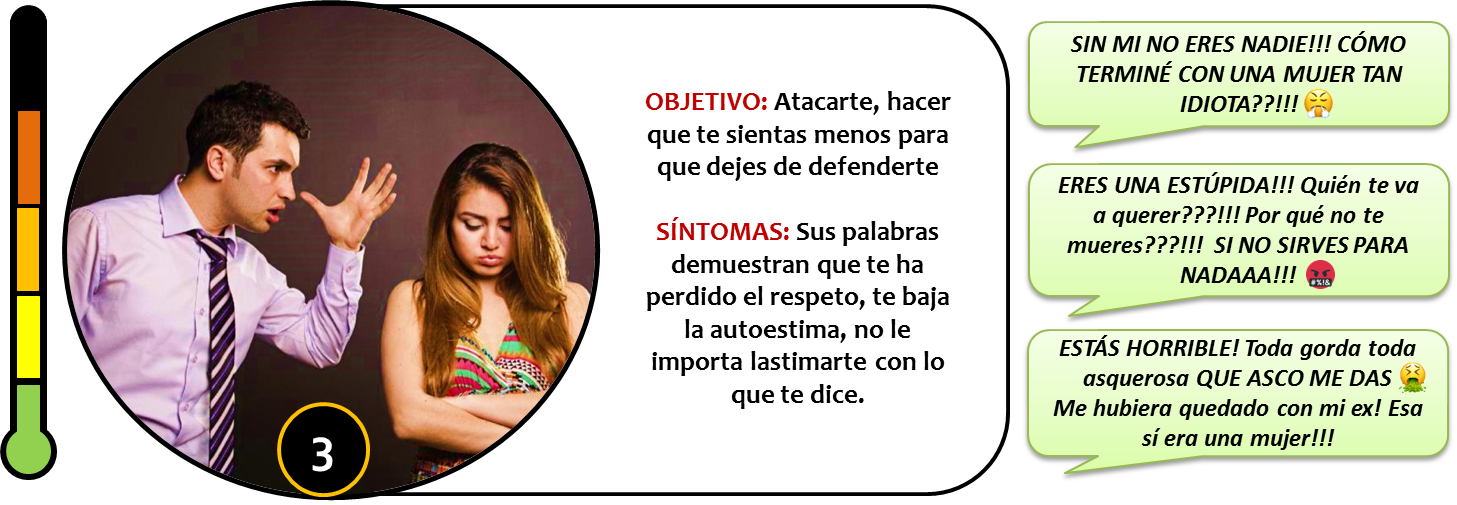 OBJETIVO: Atacarte, hacer
que te sientas menos para
que dejes de defenderte
SÍNTOMAS: Sus palabras
demuestran que te ha
perdido el respeto, te baja
la autoestima, no le
importa lastimarte con lo
que te dice.
3
SIN MI NO ERES NADIE!!! CÓMO
TERMINÉ CON UNA MUJER TAN
IDIOTA??!!!
ERES UNA ESTÚPIDA!!! Quién te va
a querer???!!! Por qué no te
mueres???!!! SI NO SIRVES PARA
NADAAA!!!
ESTÁS HORRIBLE! Toda gorda toda
asquerosa QUE ASCO ME DAS
Me hubiera quedado con mi ex! Esa
sí era una mujer!!!